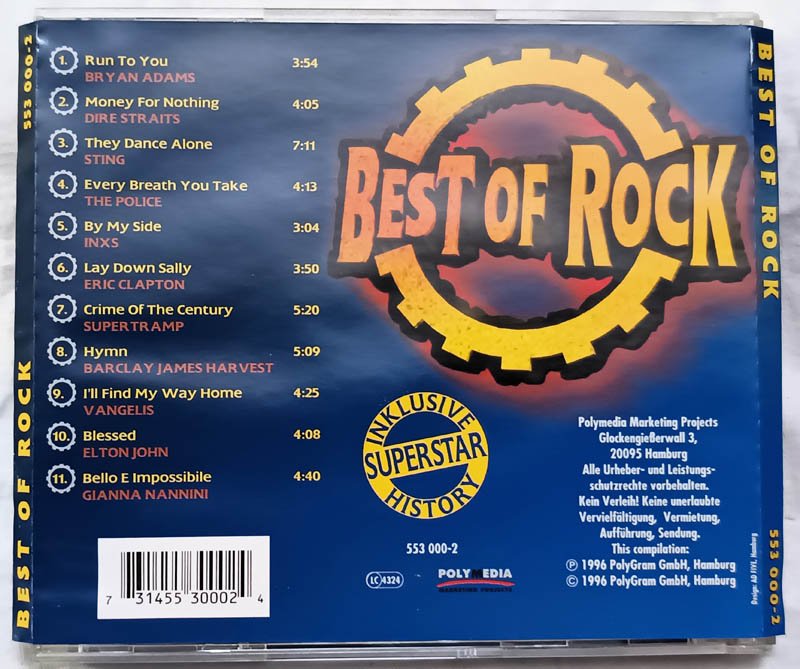 BEST OF ROCK
553 000-2
1. Run To You 3:54
BRYAN ADAMS
2. Money For Nothing 4:05
DIRE STRAITS
3. They Dance Alone 7:11
STING
4. Every Breath You Take 4:13
THE POLICE
5. By My Side 3:04
INXS
6. Lay Down Sally 3:50
ERIC CLAPTON
7. Crime Of The Century 5:20
SUPERTRAMP
8. Hymn 5:09
BARCLAY JAMES HARVEST
9. I'll Find My Way Home 4:25
VANGELIS
10. Blessed 4:08
ELTON JOHN
11. Bello E Impossibile 4:40
GIANNA NANNINI
BEST OF ROCK
INKLUSIVE
SUPERSTAR
HISTORY
553 000-2
LC 4324
POLYMEDIA
MARKETING PROJECTS
7 31455 30002 4
Polymedia Marketing Projects
Glockengießerwall 3,
20095 Hamburg
Alle Urheber- und Leistungs-
schutzrechte vorbehalten.
Kein Verleih! Keine unerlaubte
Vervielfältigung, Vermietung,
Aufführung, Sendung.
This compilation:
℗ 1996 PolyGram GmbH, Hamburg
© 1996 PolyGram GmbH, Hamburg
Design: AD FIVE, Hamburg
BEST OF ROCK
553 000-2